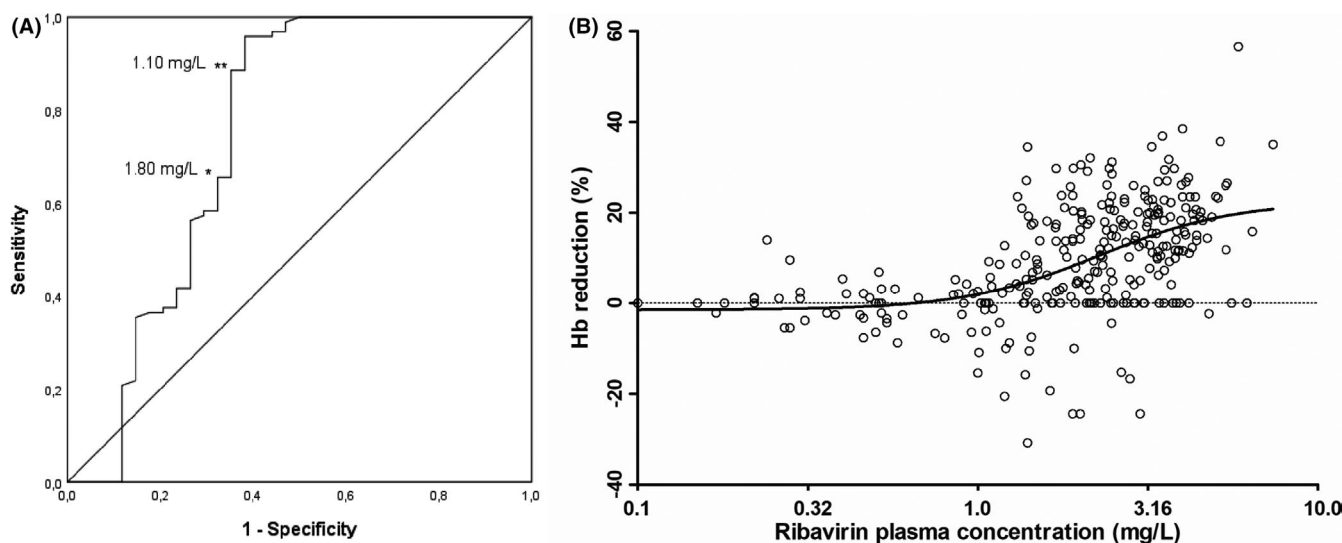 (A)
1,0
0,8
0,6
0,4
0,2
0,0
Sensitivity
1.10 mg/L **
1.80 mg/L *
0,0 0,2 0,4 0,6 0,8 1,0
1 - Specificity
(B)
60
40
20
0
-20
-40
Hb reduction (%)
0.1 0.32 1.0 3.16 10.0
Ribavirin plasma concentration (mg/L)